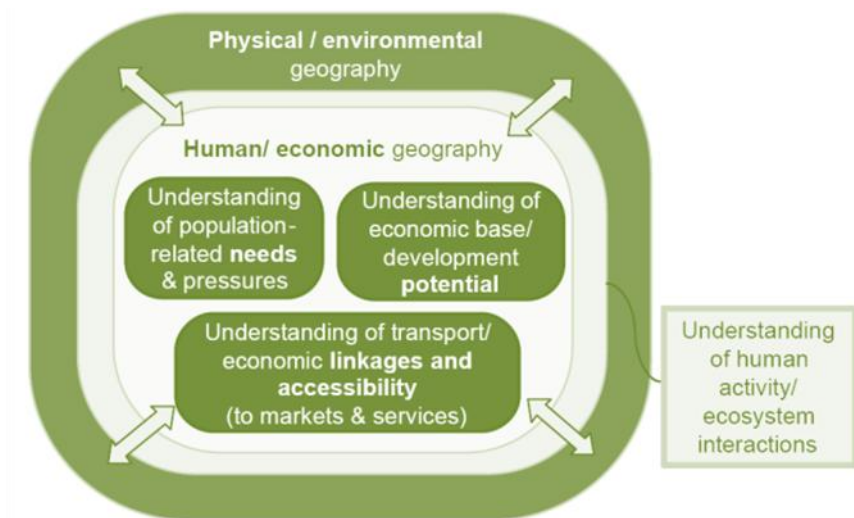 Physical / environmental
geography
Human/ economic geography
Understanding
of population-
related needs
& pressures
Understanding of
economic base/
development
potential
Understanding of transport/
economic linkages and
accessibility
(to markets & services)
Understanding
of human
activity/
ecosystem
interactions